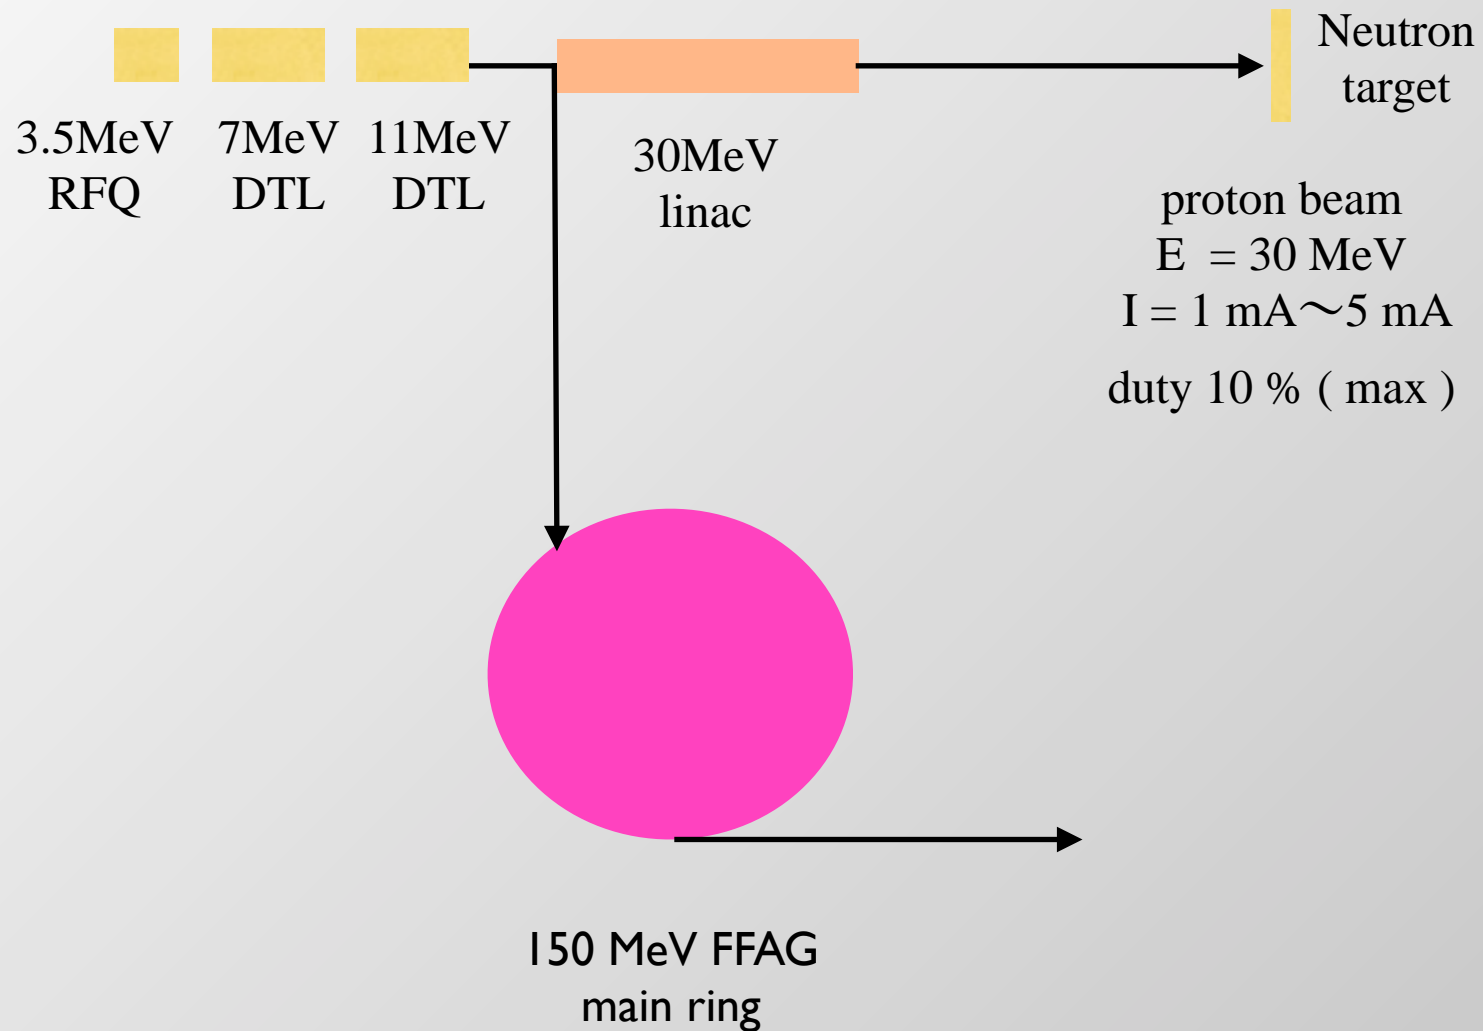 Neutron
target
3.5MeV
RFQ
7MeV
DTL
11MeV
DTL
30MeV
linac
proton beam
E = 30 MeV
I = 1 mA～5 mA
duty 10 % ( max )
150 MeV FFAG
main ring